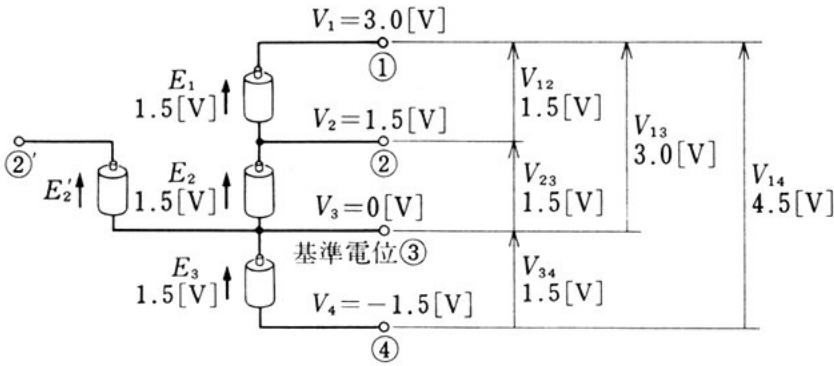 V₁=3.0[V]
①
E₁
1.5[V]
V₁₂
1.5[V]
V₂=1.5[V]
②
②′
V₁₃
3.0[V]
E₂′
E₂
1.5[V]
V₂₃
1.5[V]
V₁₄
4.5[V]
V₃=0[V]
基準電位③
E₃
1.5[V]
V₃₄
1.5[V]
V₄=-1.5[V]
④